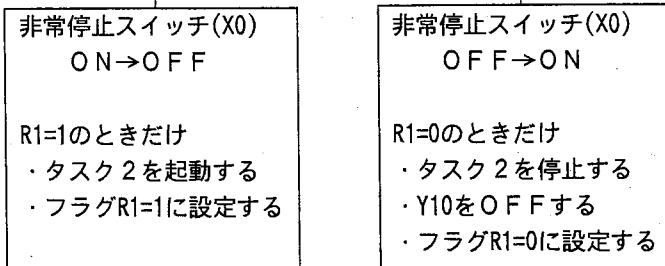 非常停止スイッチ(X0)
ON→OFF
R1=1のときだけ
・タスク2を起動する
・フラグR1=1に設定する
非常停止スイッチ(X0)
OFF→ON
R1=0のときだけ
・タスク2を停止する
・Y10をOFFする
・フラグR1=0に設定する